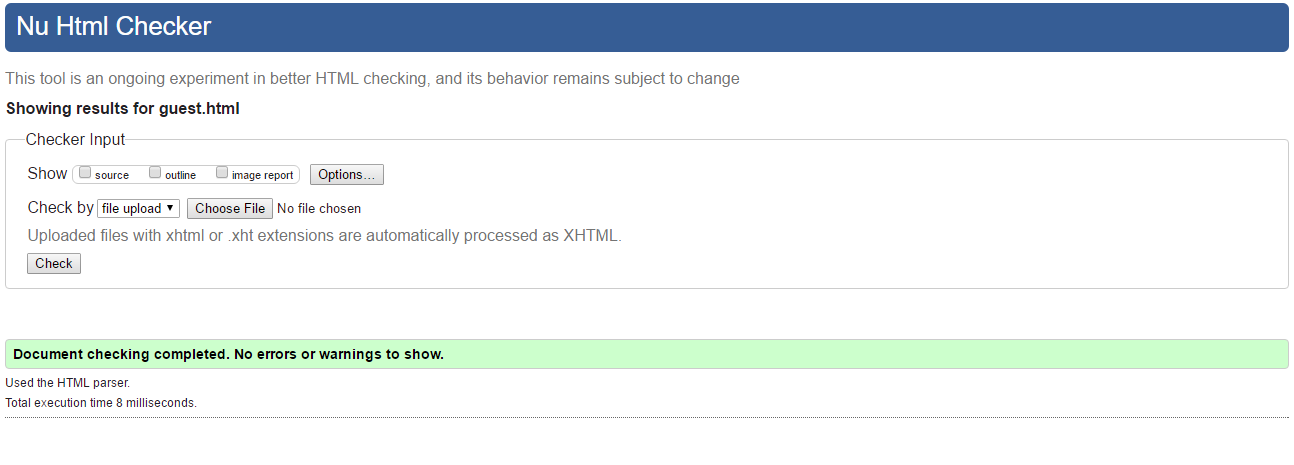 Nu Html Checker
This tool is an ongoing experiment in better HTML checking, and its behavior remains subject to change
Showing results for guest.html
Checker Input
Show source outline image report Options...
Check by file upload Choose File No file chosen
Uploaded files with xhtml or .xht extensions are automatically processed as XHTML.
Check
Document checking completed. No errors or warnings to show.
Used the HTML parser.
Total execution time 8 milliseconds.